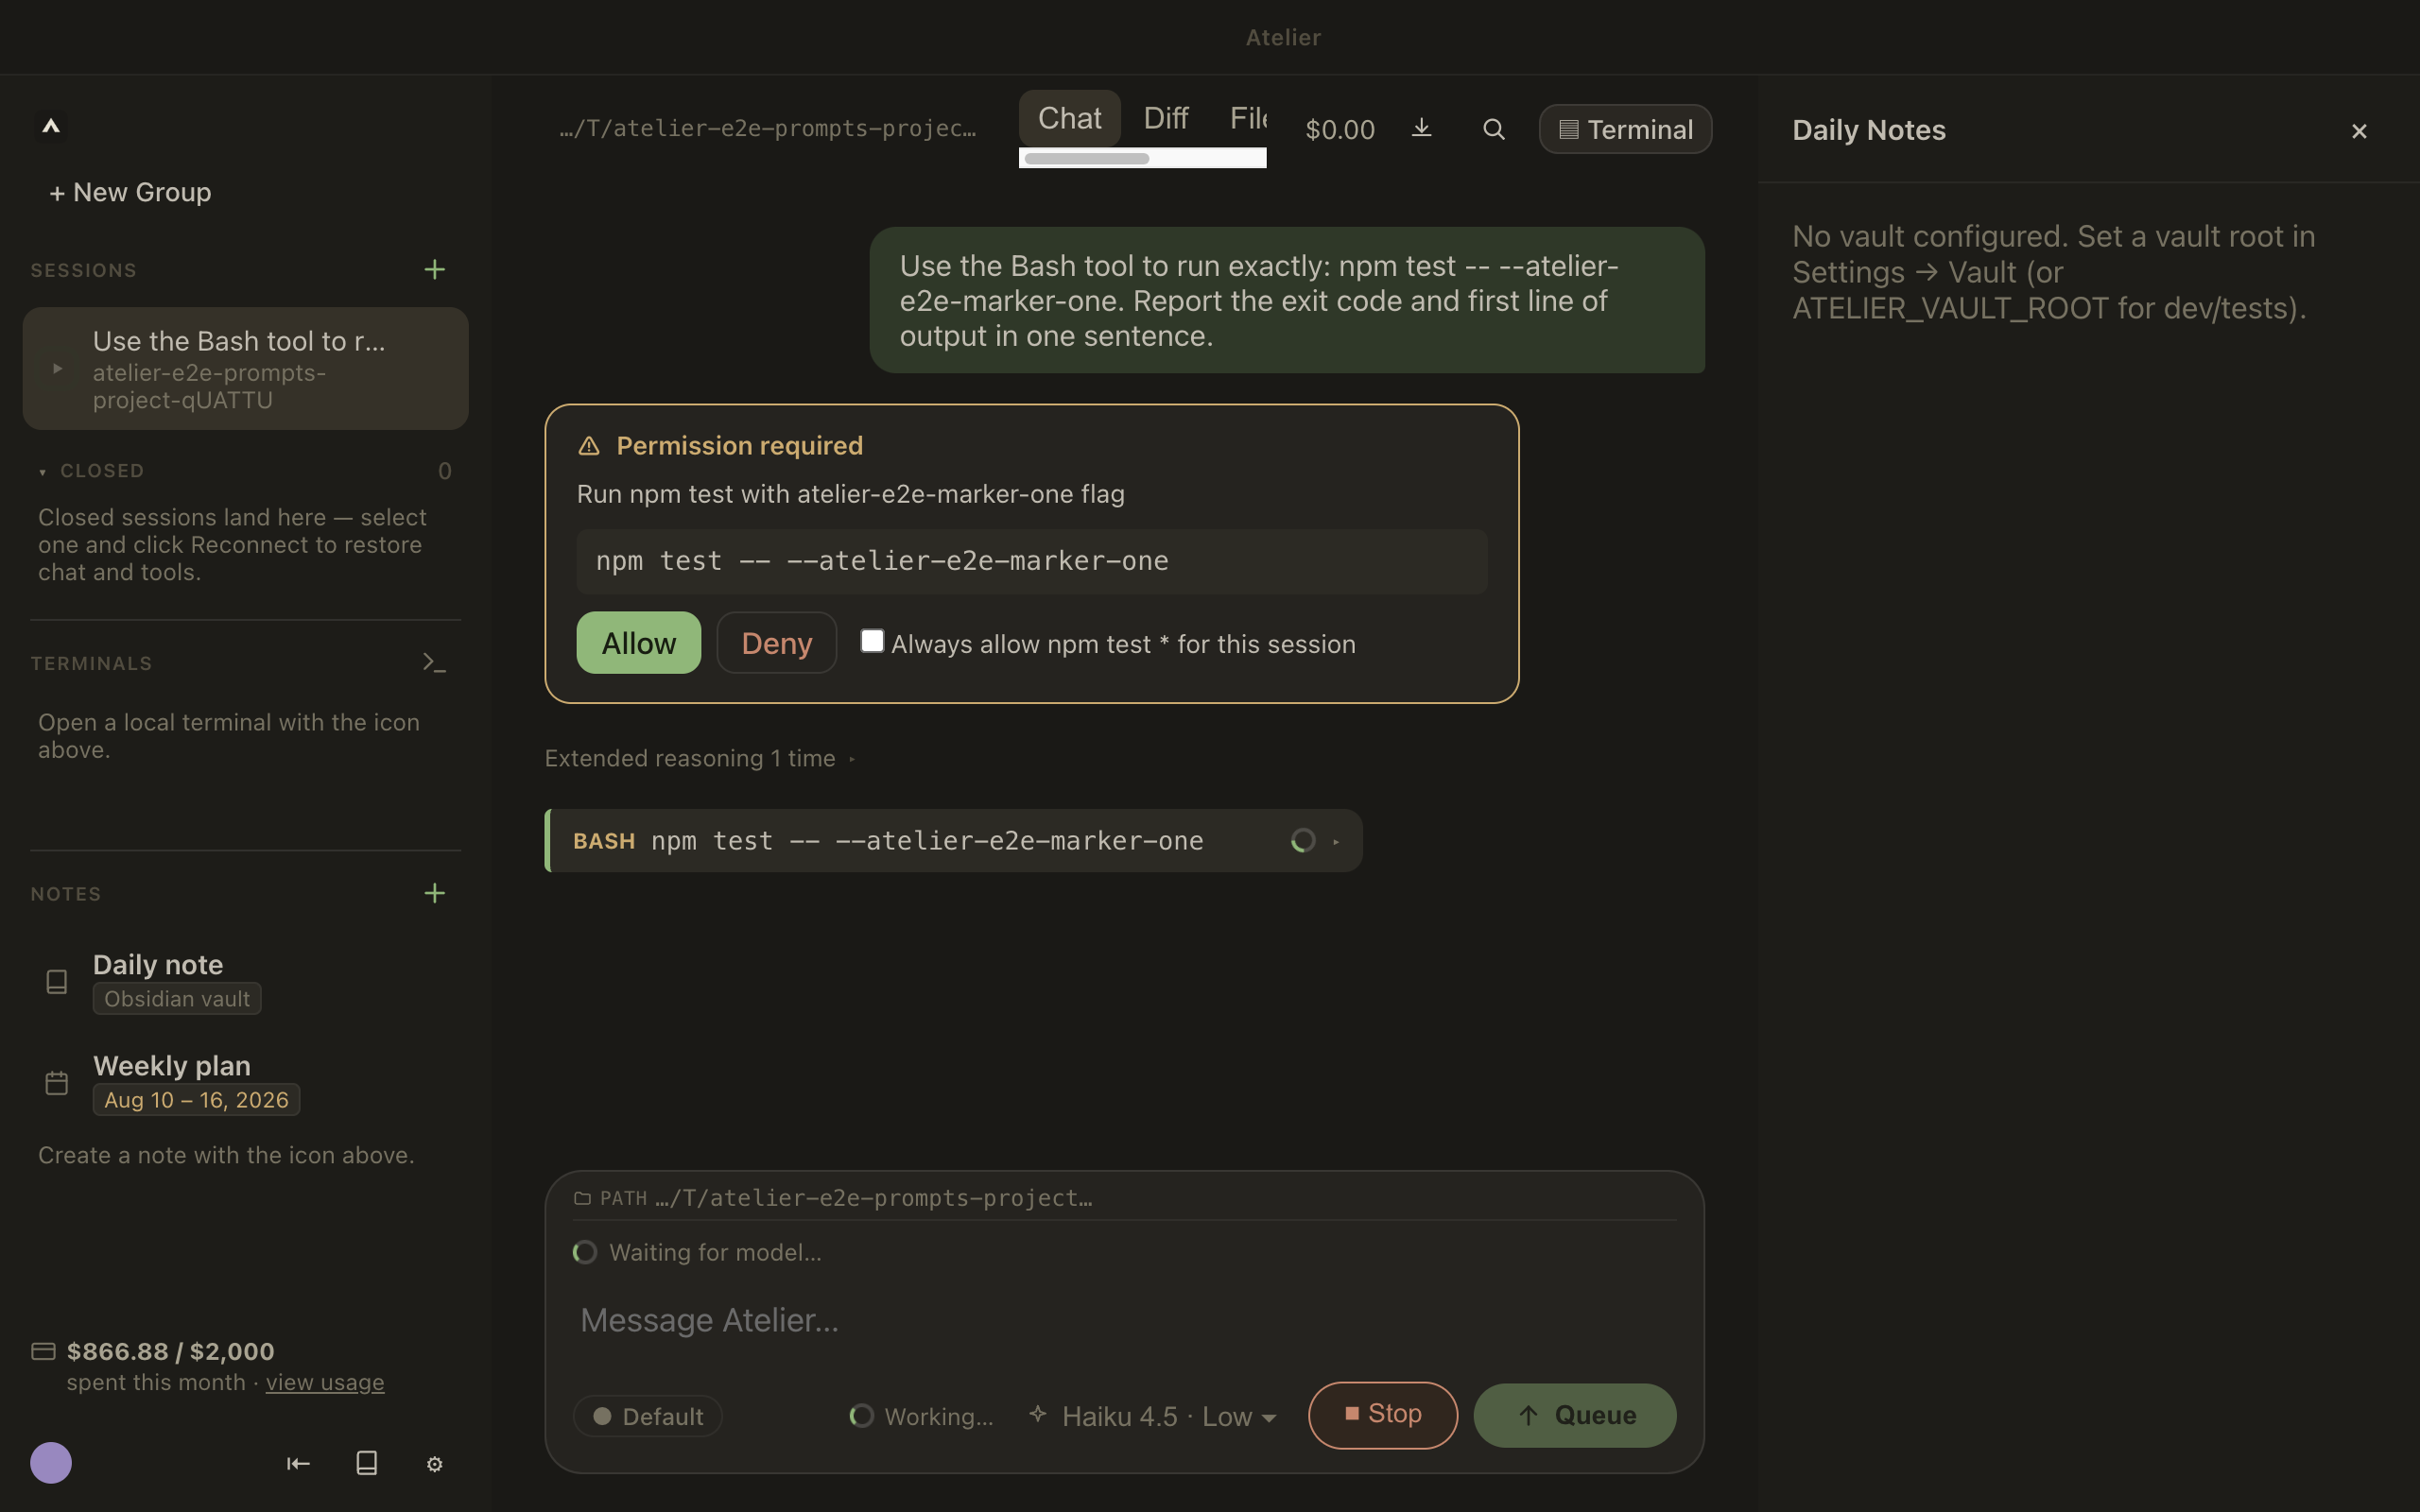 Atelier
+ New Group
SESSIONS
Use the Bash tool to r...
atelier-e2e-prompts-
project-qUATTU
CLOSED 0
Closed sessions land here — select
one and click Reconnect to restore
chat and tools.
TERMINALS
Open a local terminal with the icon
above.
NOTES
Daily note
Obsidian vault
Weekly plan
Aug 10 – 16, 2026
Create a note with the icon above.
$866.88 / $2,000
spent this month · view usage
…/T/atelier-e2e-prompts-projec…
Chat Diff File
$0.00
Terminal
Use the Bash tool to run exactly: npm test -- --atelier-
e2e-marker-one. Report the exit code and first line of
output in one sentence.
Permission required
Run npm test with atelier-e2e-marker-one flag
npm test -- --atelier-e2e-marker-one
Allow Deny Always allow npm test * for this session
Extended reasoning 1 time
BASH npm test -- --atelier-e2e-marker-one
PATH …/T/atelier-e2e-prompts-project…
Waiting for model...
Message Atelier...
Default Working... Haiku 4.5 · Low Stop Queue
Daily Notes
No vault configured. Set a vault root in
Settings → Vault (or
ATELIER_VAULT_ROOT for dev/tests).